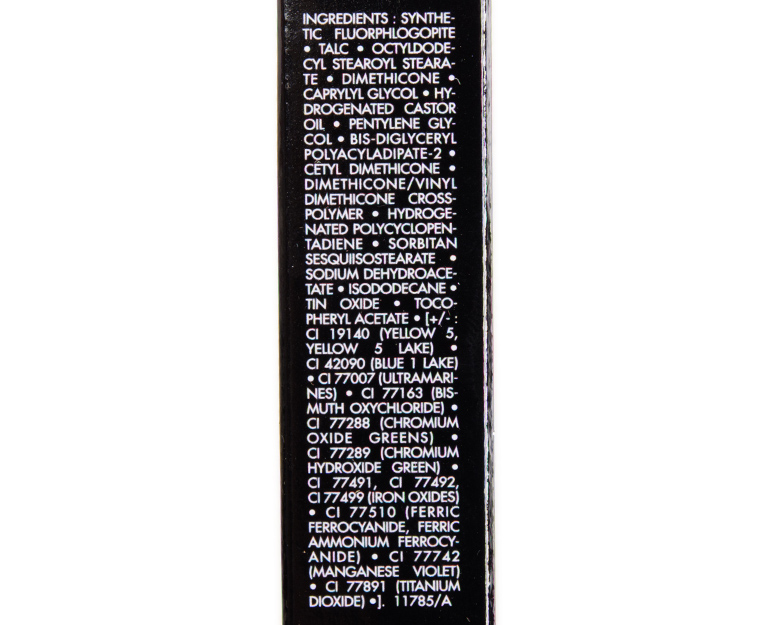 INGREDIENTS : SYNTHE-
TIC FLUORPHLOGOPITE
• TALC • OCTYLDODE-
CYL STEAROYL STEARA-
TE • DIMETHICONE •
CAPRYLYL GLYCOL • HY-
DROGENATED CASTOR
OIL • PENTYLENE GLY-
COL • BIS-DIGLYCERYL
POLYACYLADIPATE-2 •
CETYL DIMETHICONE •
DIMETHICONE/VINYL
DIMETHICONE CROSS-
POLYMER • HYDROGE-
NATED POLYCYCLOPEN-
TADIENE • SORBITAN
SESQUIISOSTEARATE •
SODIUM DEHYDROACE-
TATE • ISODODECANE •
TIN OXIDE • TOCO-
PHERYL ACETATE • [+/- :
CI 19140 (YELLOW 5,
YELLOW 5 LAKE) •
CI 42090 (BLUE 1 LAKE)
• CI 77007 (ULTRAMARI-
NES) • CI 77163 (BIS-
MUTH OXYCHLORIDE) •
CI 77288 (CHROMIUM
OXIDE GREENS) •
CI 77289 (CHROMIUM
HYDROXIDE GREEN) •
CI 77491, CI 77492,
CI 77499 (IRON OXIDES)
• CI 77510 (FERRIC
FERROCYANIDE, FERRIC
AMMONIUM FERROCY-
ANIDE) • CI 77742
(MANGANESE VIOLET)
• CI 77891 (TITANIUM
DIOXIDE) •]. 11785/A